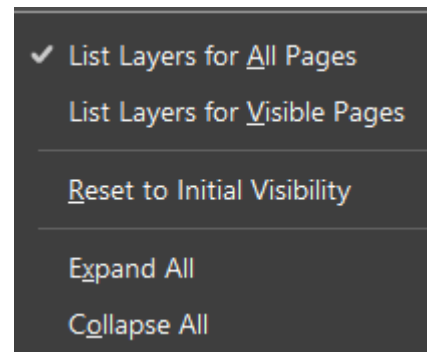 List Layers for All Pages
List Layers for Visible Pages
Reset to Initial Visibility
Expand All
Collapse All